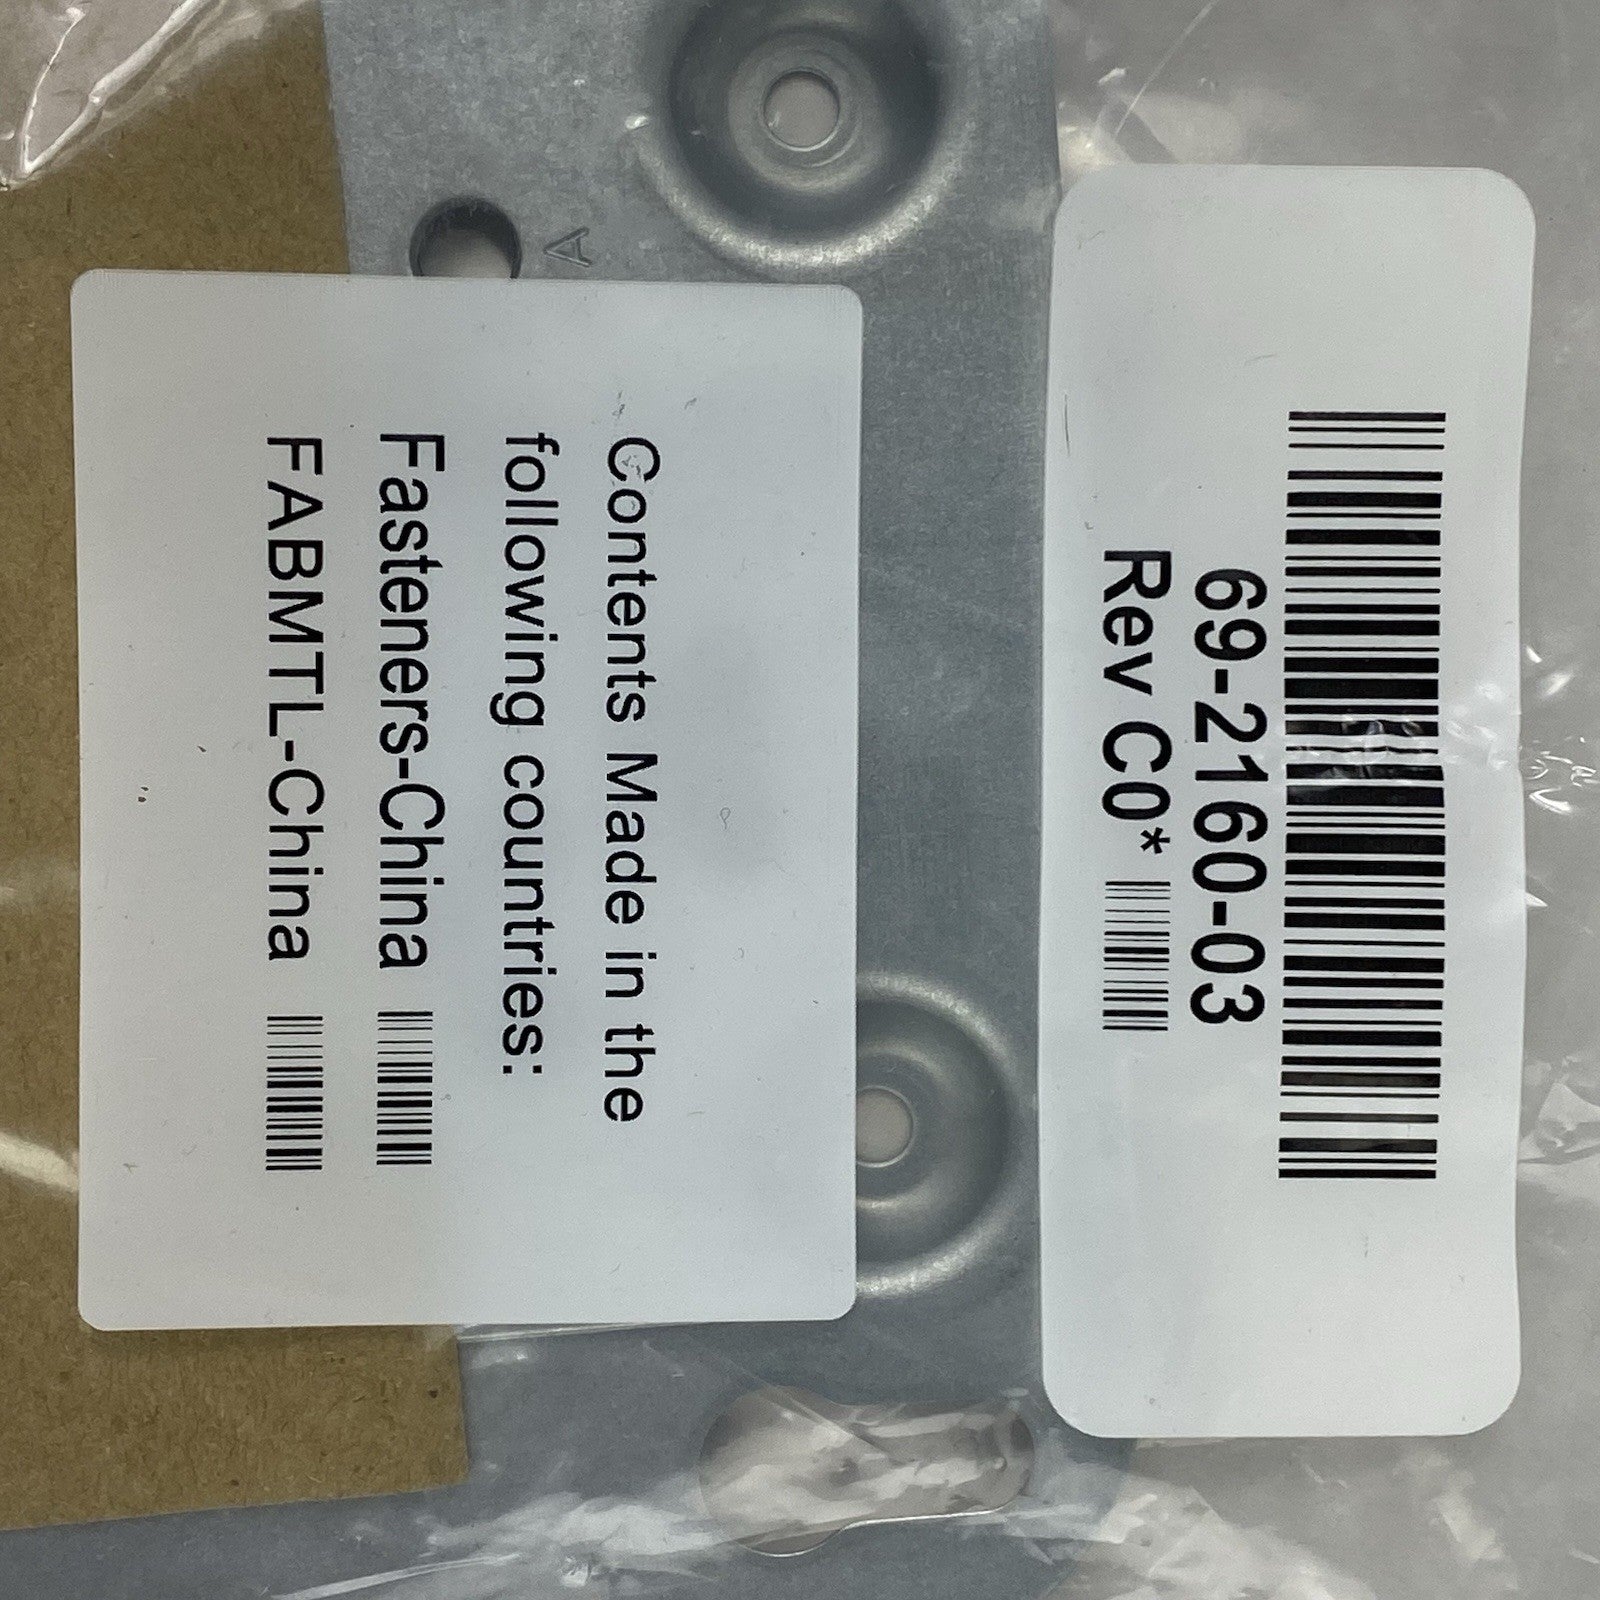 69-2160-03
Rev C0*
Contents Made in the
following countries:
Fasteners-China
FABMTL-China
A